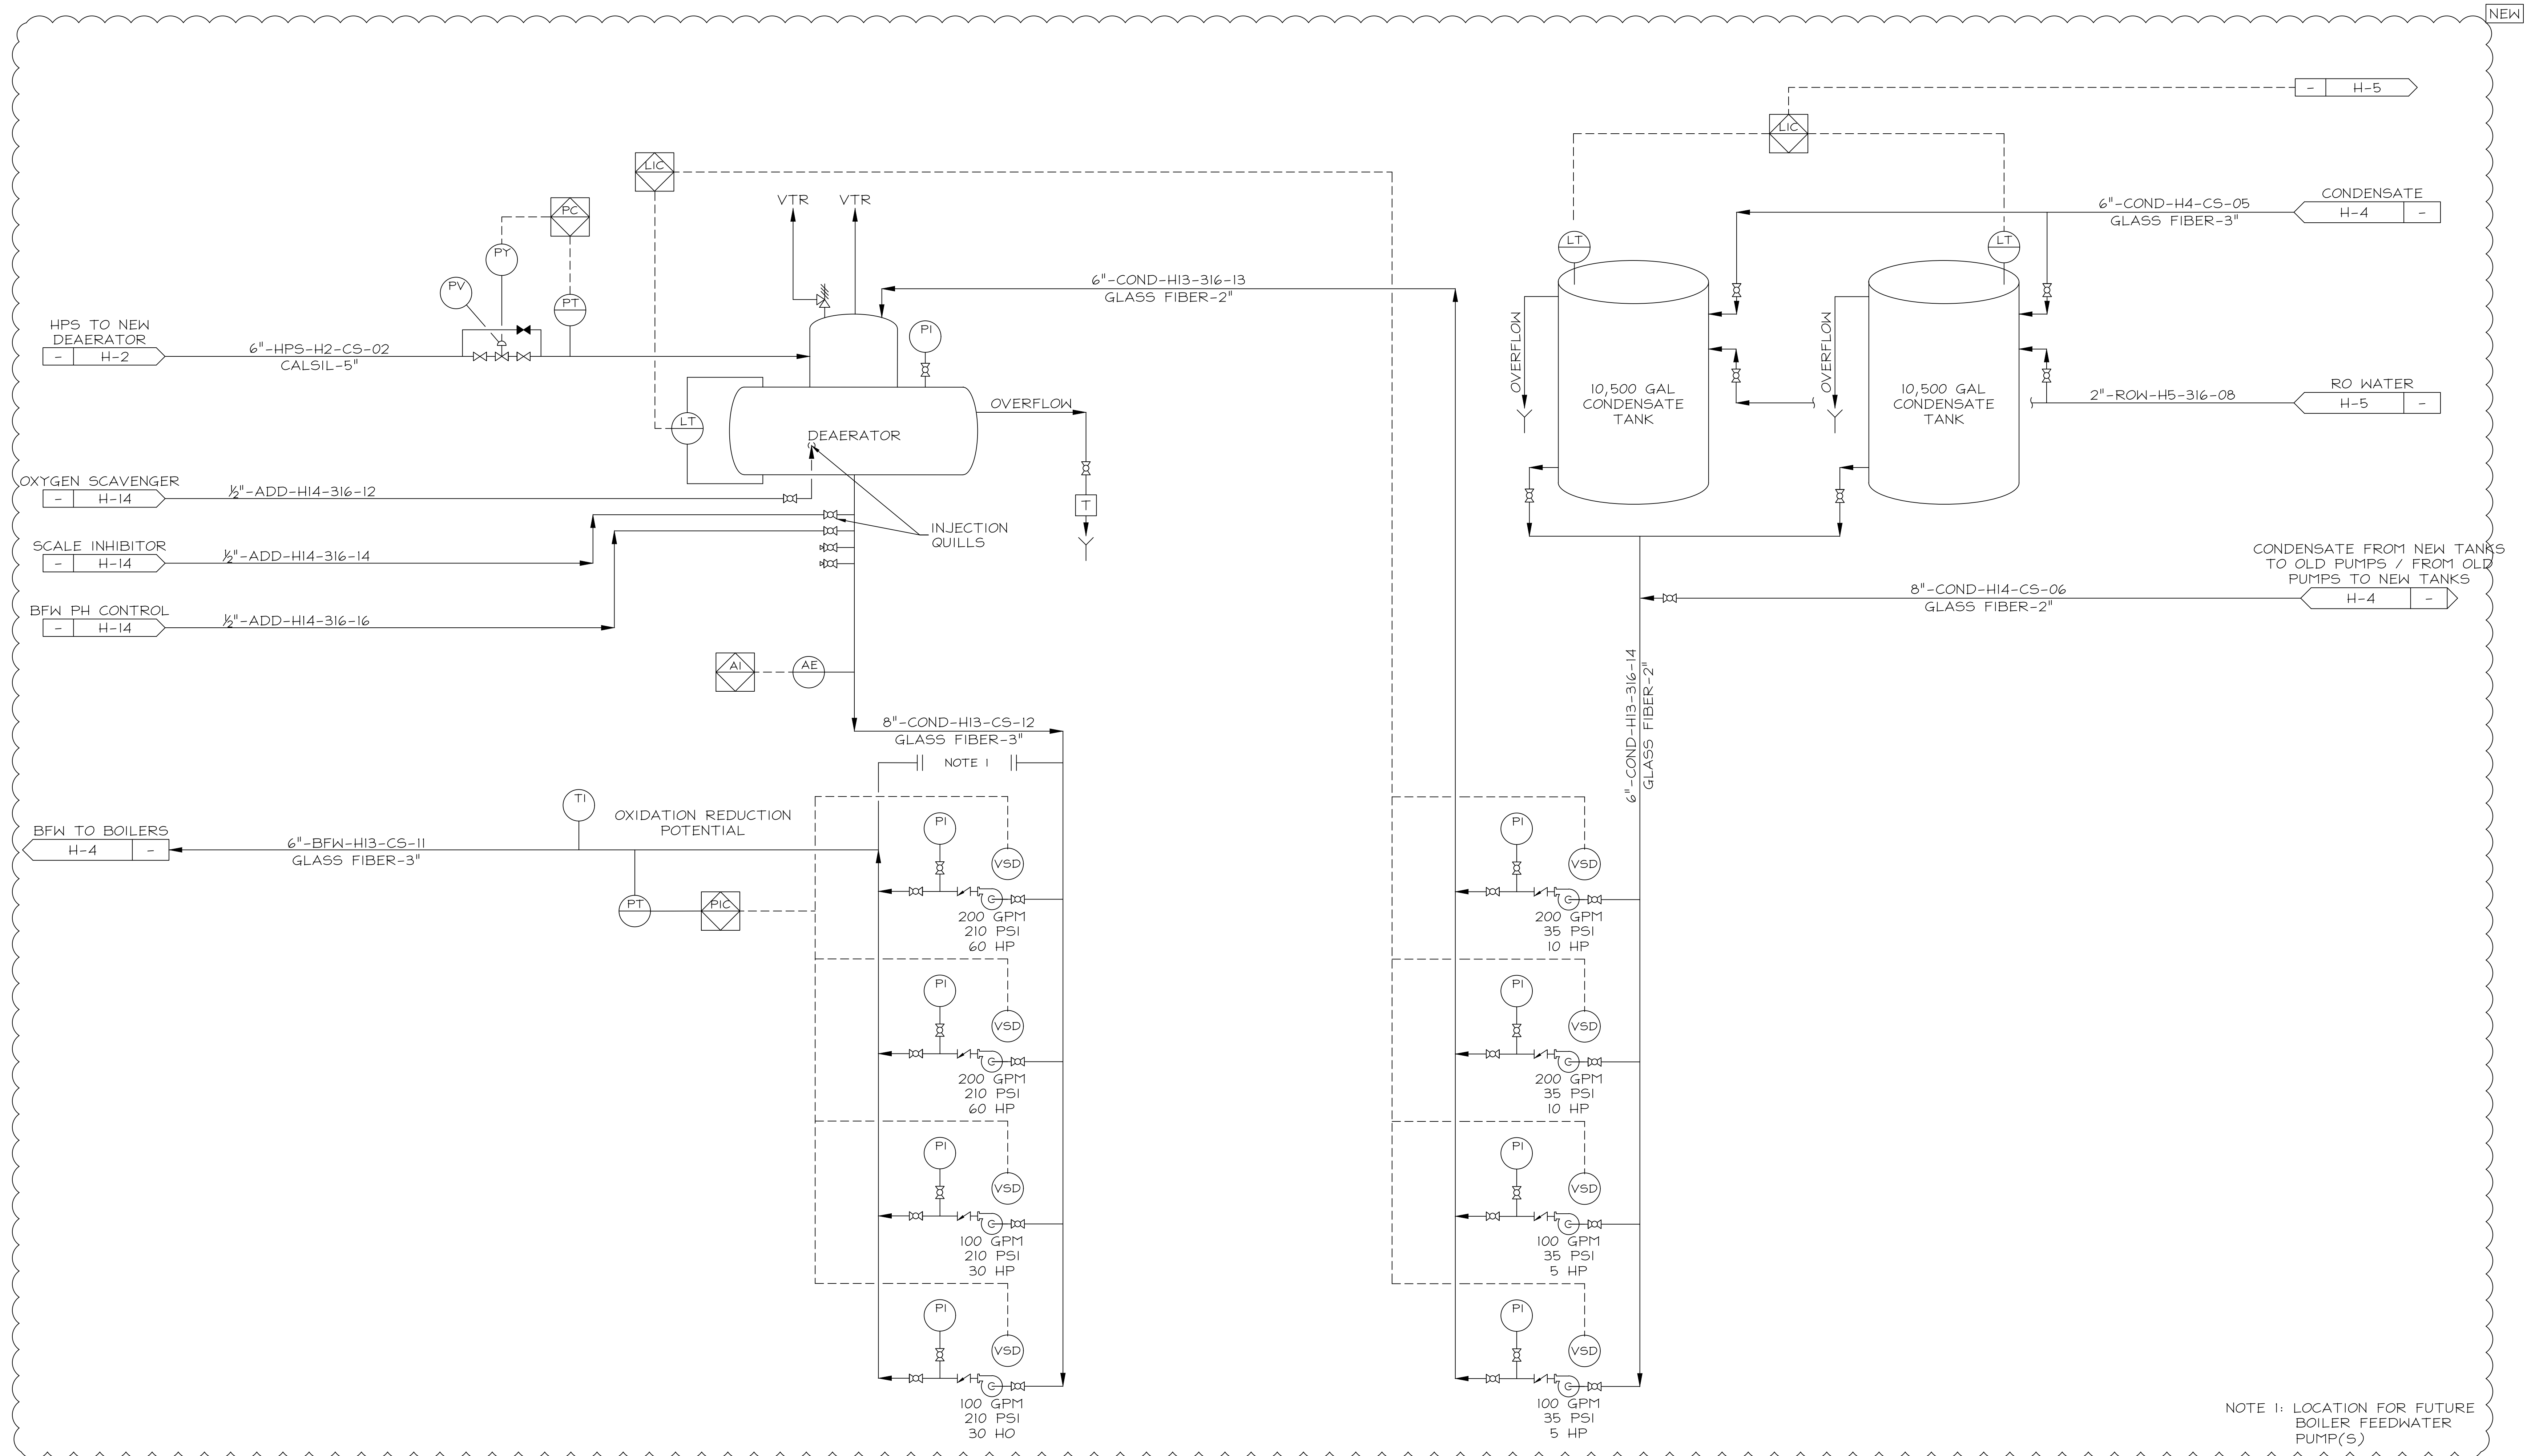 NEW
- H-5
LIC
CONDENSATE
6"-COND-H4-CS-05
H-4 -
GLASS FIBER-3"
LIC
PC
VTR VTR
PY
PV
PT
LT
LT
6"-COND-H13-316-13
GLASS FIBER-2"
HPS TO NEW
DEAERATOR
- H-2
6"-HPS-H2-CS-02
CALSIL-5"
PI
OVERFLOW
OVERFLOW
10,500 GAL
CONDENSATE
TANK
10,500 GAL
CONDENSATE
TANK
RO WATER
2"-ROW-H5-316-08
H-5 -
OVERFLOW
LT
DEAERATOR
T
OXYGEN SCAVENGER
- H-14
½"-ADD-H14-316-12
INJECTION
QUILLS
SCALE INHIBITOR
- H-14
½"-ADD-H14-316-14
CONDENSATE FROM NEW TANKS
TO OLD PUMPS / FROM OLD
PUMPS TO NEW TANKS
8"-COND-H14-CS-06
H-4 -
GLASS FIBER-2"
BFW PH CONTROL
- H-14
½"-ADD-H14-316-16
AI
AE
6"-COND-H13-316-14
GLASS FIBER-2"
8"-COND-H13-CS-12
GLASS FIBER-3"
NOTE 1
TI
OXIDATION REDUCTION
POTENTIAL
BFW TO BOILERS
H-4 -
6"-BFW-H13-CS-11
GLASS FIBER-3"
PT
PIC
PI
VSD
200 GPM
210 PSI
60 HP
PI
VSD
200 GPM
35 PSI
10 HP
PI
VSD
200 GPM
210 PSI
60 HP
PI
VSD
200 GPM
35 PSI
10 HP
PI
VSD
100 GPM
210 PSI
30 HP
PI
VSD
100 GPM
35 PSI
5 HP
PI
VSD
100 GPM
210 PSI
30 HO
PI
VSD
100 GPM
35 PSI
5 HP
NOTE 1: LOCATION FOR FUTURE
BOILER FEEDWATER
PUMP(S)